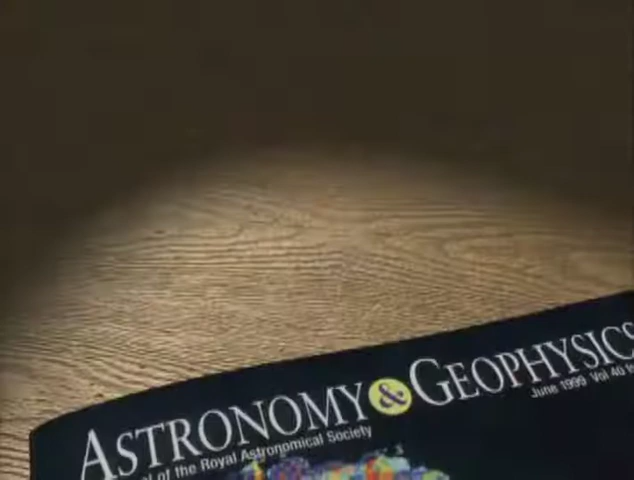 ASTRONOMY & GEOPHYSICS
of the Royal Astronomical Society
June 1999 Vol 40